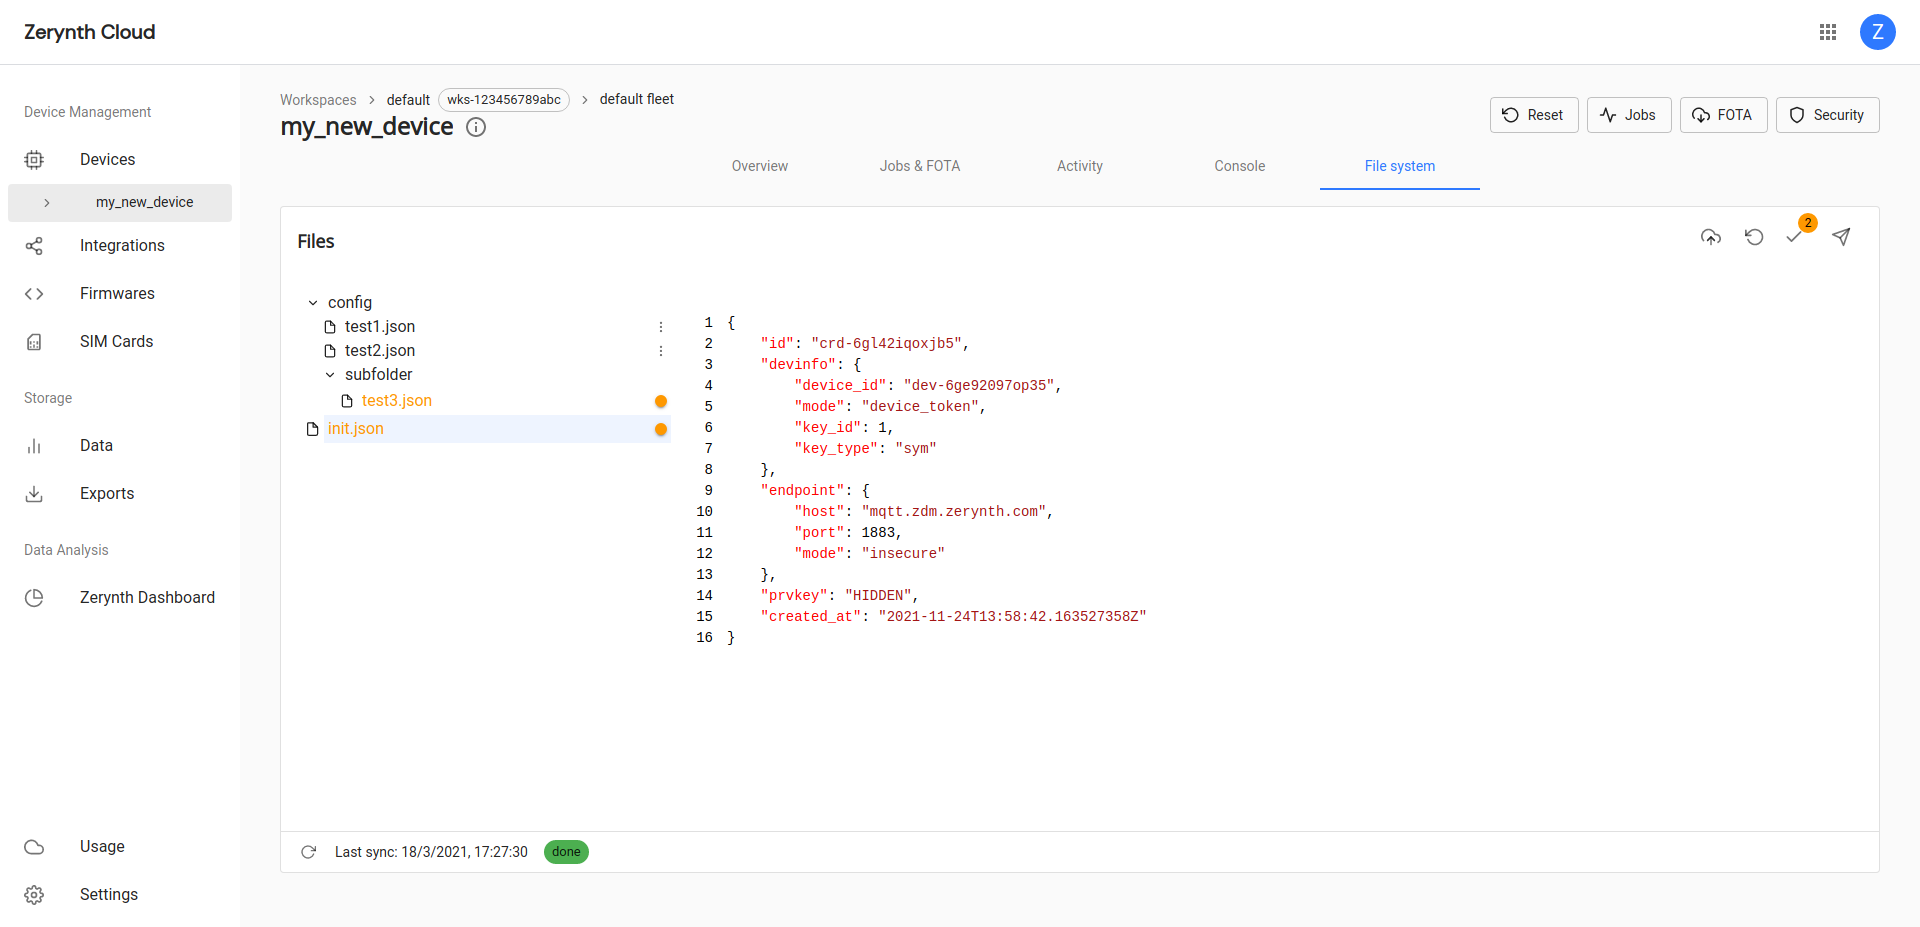 Zerynth Cloud
Z
Device Management
Devices
my_new_device
Integrations
Firmwares
SIM Cards
Storage
Data
Exports
Data Analysis
Zerynth Dashboard
Usage
Settings
Workspaces > default wks-123456789abc > default fleet
my_new_device
Reset Jobs FOTA Security
Overview Jobs & FOTA Activity Console File system
Files
2
config
test1.json
test2.json
subfolder
test3.json
init.json
1 {
2 "id": "crd-6gl42iqoxjb5",
3 "devinfo": {
4 "device_id": "dev-6ge92097op35",
5 "mode": "device_token",
6 "key_id": 1,
7 "key_type": "sym"
8 },
9 "endpoint": {
10 "host": "mqtt.zdm.zerynth.com",
11 "port": 1883,
12 "mode": "insecure"
13 },
14 "prvkey": "HIDDEN",
15 "created_at": "2021-11-24T13:58:42.163527358Z"
16 }
Last sync: 18/3/2021, 17:27:30 done